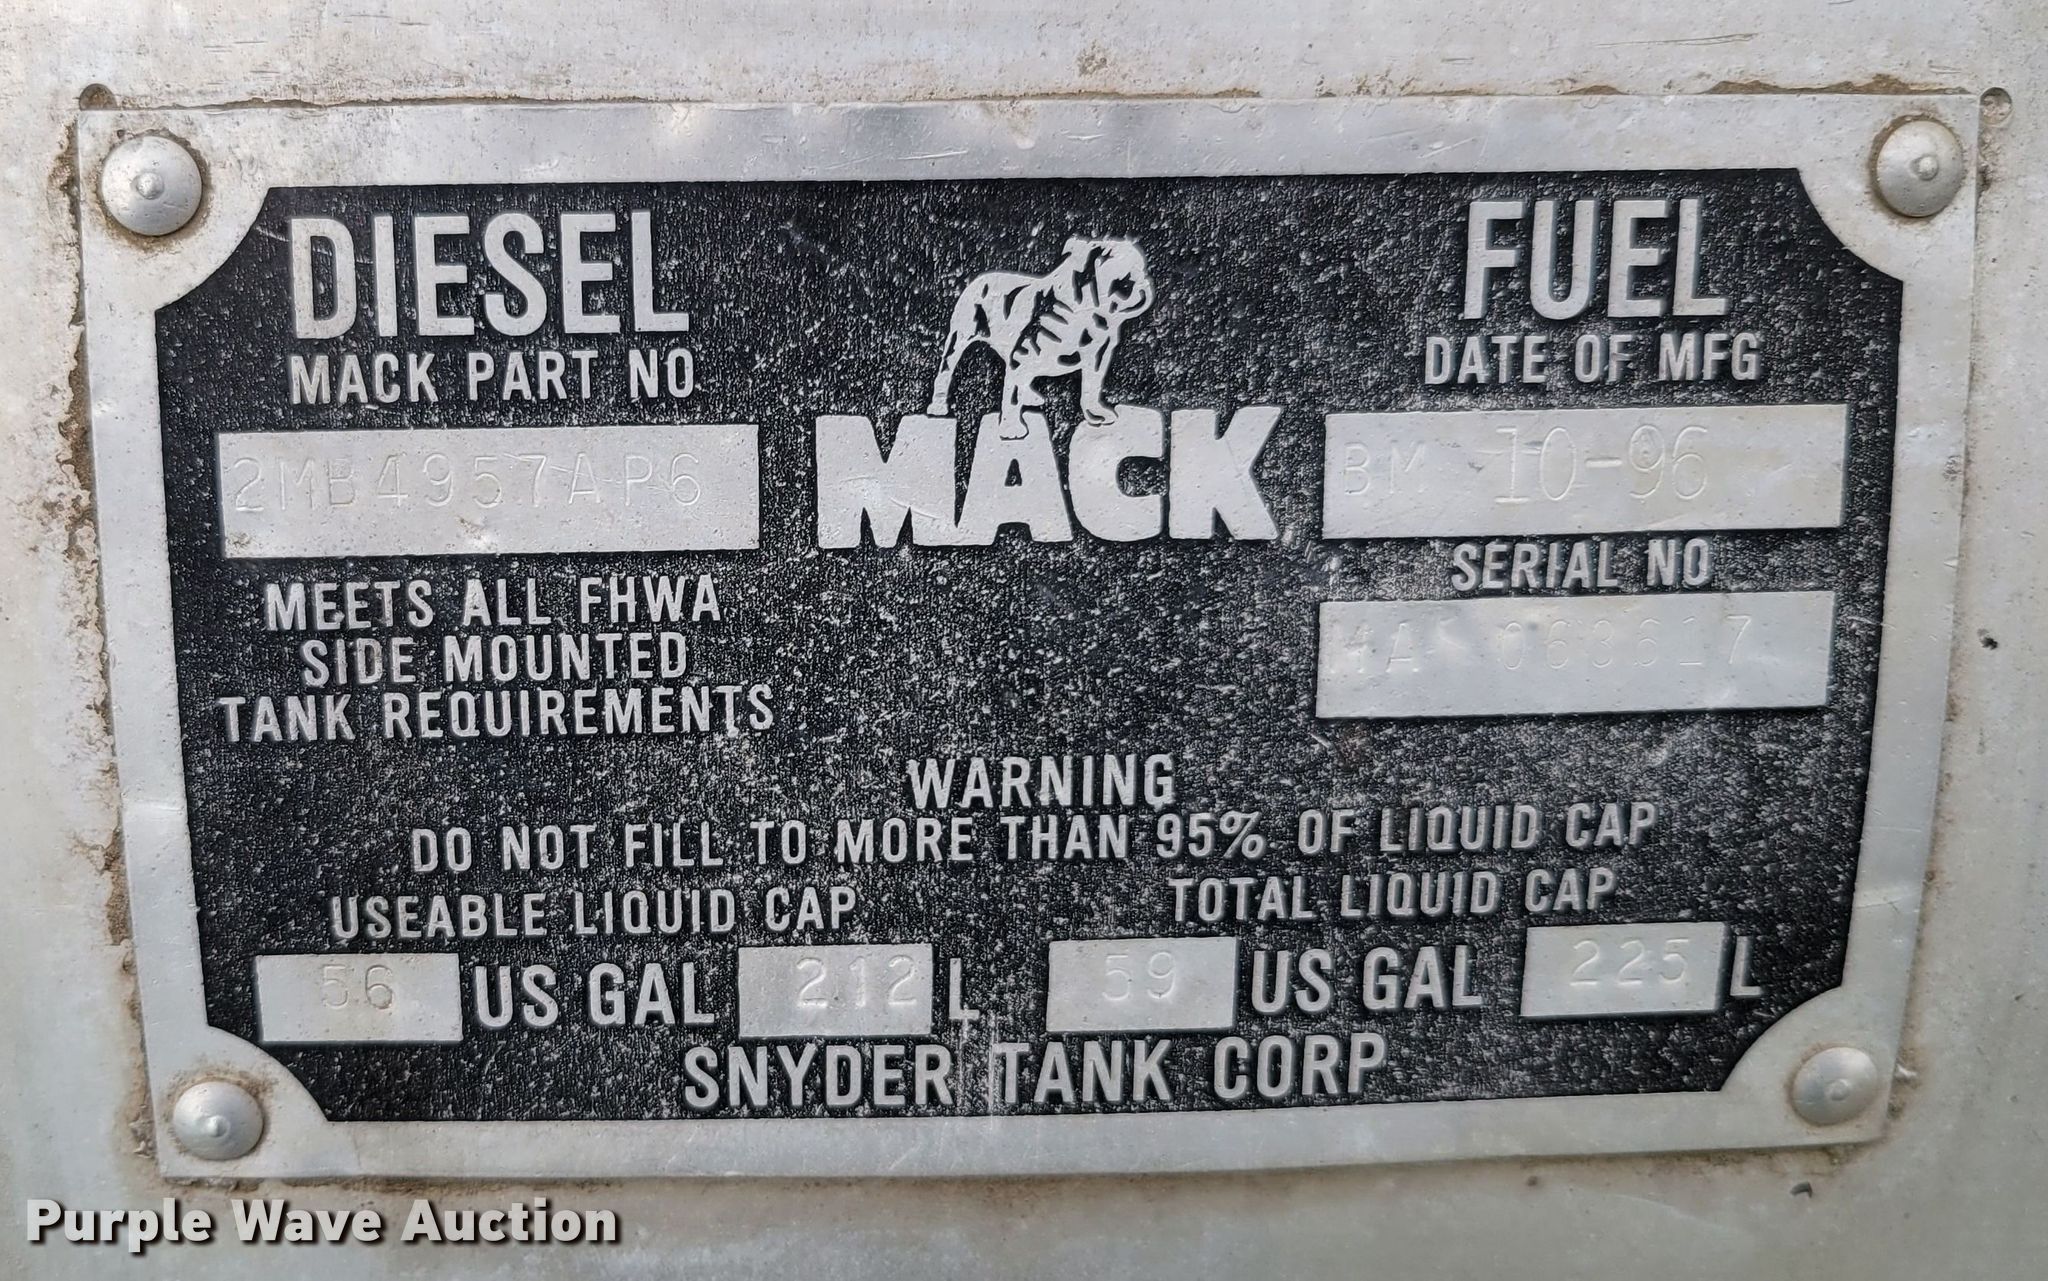 DIESEL
MACK PART NO
2MB4957AP6
MACK
FUEL
DATE OF MFG
BM 10-96
SERIAL NO
063617
MEETS ALL FHWA
SIDE MOUNTED
TANK REQUIREMENTS
WARNING
DO NOT FILL TO MORE THAN 95% OF LIQUID CAP
USEABLE LIQUID CAP TOTAL LIQUID CAP
56 US GAL 212 L 59 US GAL 225 L
SNYDER TANK CORP
Purple Wave Auction